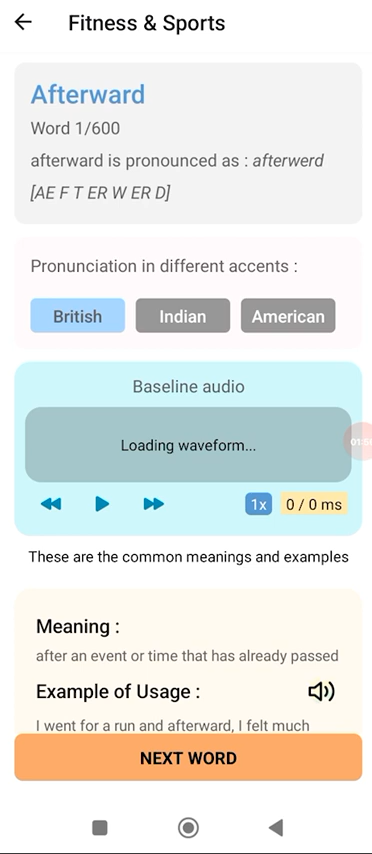 Fitness & Sports
Afterward
Word 1/600
afterward is pronounced as : afterwerd
[AE F T ER W ER D]
Pronunciation in different accents :
British Indian American
Baseline audio
Loading waveform...
1x 0 / 0 ms
These are the common meanings and examples
Meaning :
after an event or time that has already passed
Example of Usage :
I went for a run and afterward, I felt much
NEXT WORD